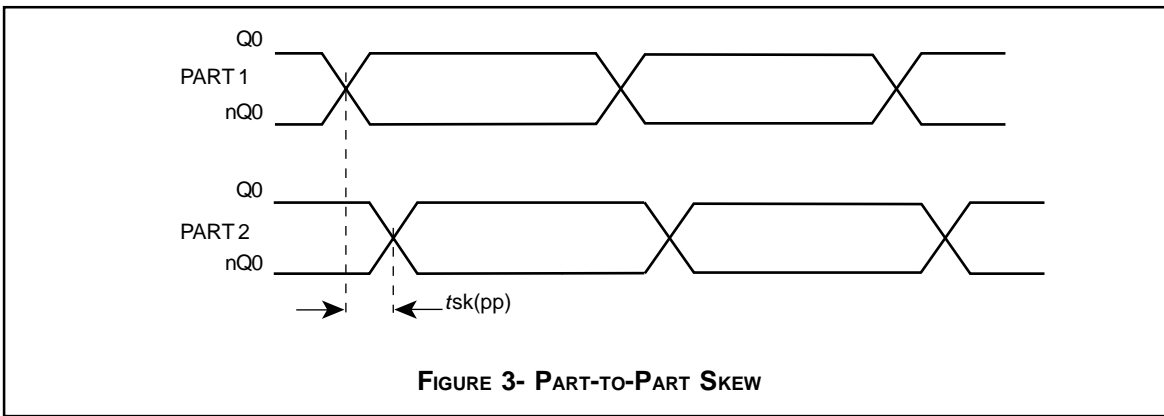 Q0
PART 1
nQ0
Q0
PART 2
nQ0
tsk(pp)
FIGURE 3- PART-TO-PART SKEW